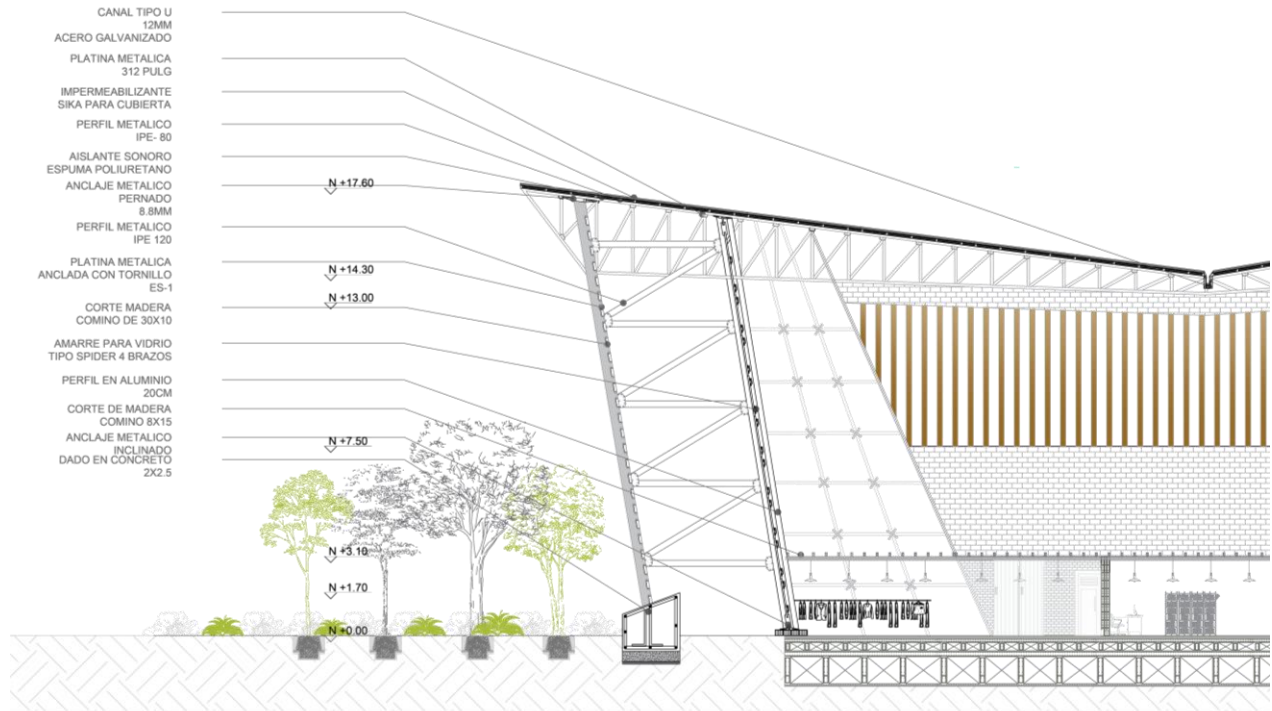 CANAL TIPO U
12MM
ACERO GALVANIZADO
PLATINA METALICA
312 PULG
IMPERMEABILIZANTE
SIKA PARA CUBIERTA
PERFIL METALICO
IPE- 80
AISLANTE SONORO
ESPUMA POLIURETANO
ANCLAJE METALICO
PERNADO
8.8MM
PERFIL METALICO
IPE 120
PLATINA METALICA
ANCLADA CON TORNILLO
ES-1
CORTE MADERA
COMINO DE 30X10
AMARRE PARA VIDRIO
TIPO SPIDER 4 BRAZOS
PERFIL EN ALUMINIO
20CM
CORTE DE MADERA
COMINO 8X15
ANCLAJE METALICO
INCLINADO
DADO EN CONCRETO
2X2.5
N +17.60
N +14.30
N +13.00
N +7.50
N +3.10
N +1.70
N +0.00